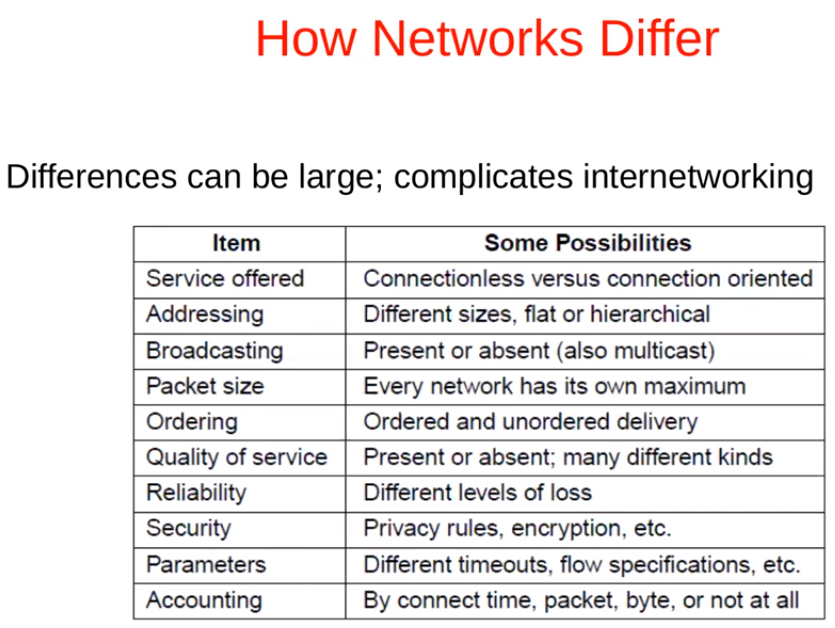 How Networks Differ
Differences can be large; complicates internetworking
Item Some Possibilities
Service offered Connectionless versus connection oriented
Addressing Different sizes, flat or hierarchical
Broadcasting Present or absent (also multicast)
Packet size Every network has its own maximum
Ordering Ordered and unordered delivery
Quality of service Present or absent; many different kinds
Reliability Different levels of loss
Security Privacy rules, encryption, etc.
Parameters Different timeouts, flow specifications, etc.
Accounting By connect time, packet, byte, or not at all